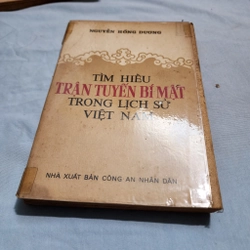 NGUYỄN HỒNG DƯƠNG
TÌM HIỂU
TRẬN TUYẾN BÍ MẬT
TRONG LỊCH SỬ
VIỆT NAM
NHÀ XUẤT BẢN CÔNG AN NHÂN DÂN